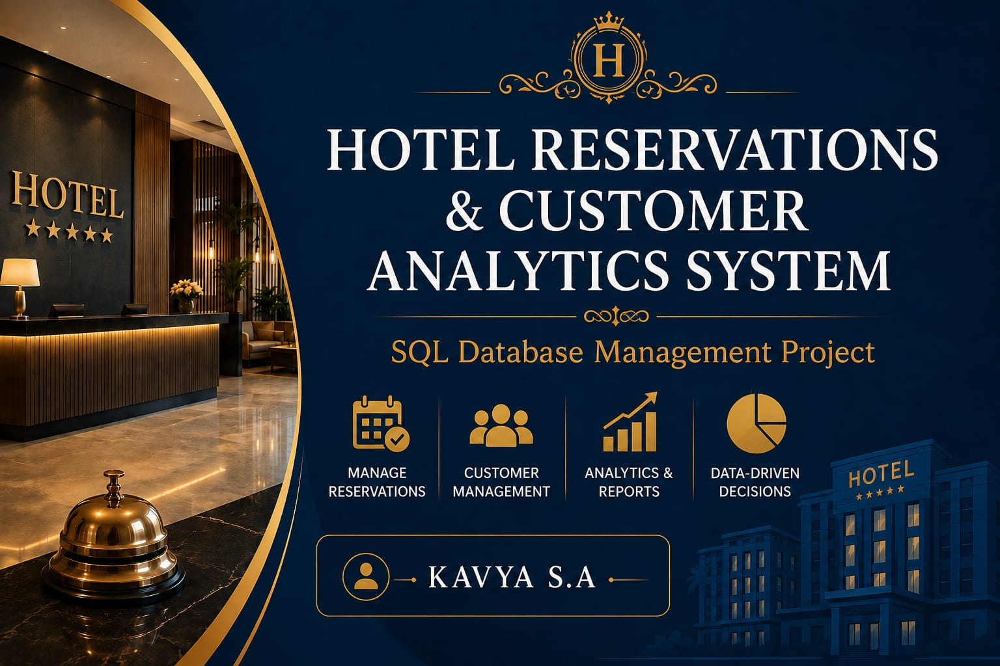 HOTEL
H
HOTEL RESERVATIONS
& CUSTOMER
ANALYTICS SYSTEM
SQL Database Management Project
MANAGE
RESERVATIONS
CUSTOMER
MANAGEMENT
ANALYTICS &
REPORTS
DATA-DRIVEN
DECISIONS
HOTEL
KAVYA S.A